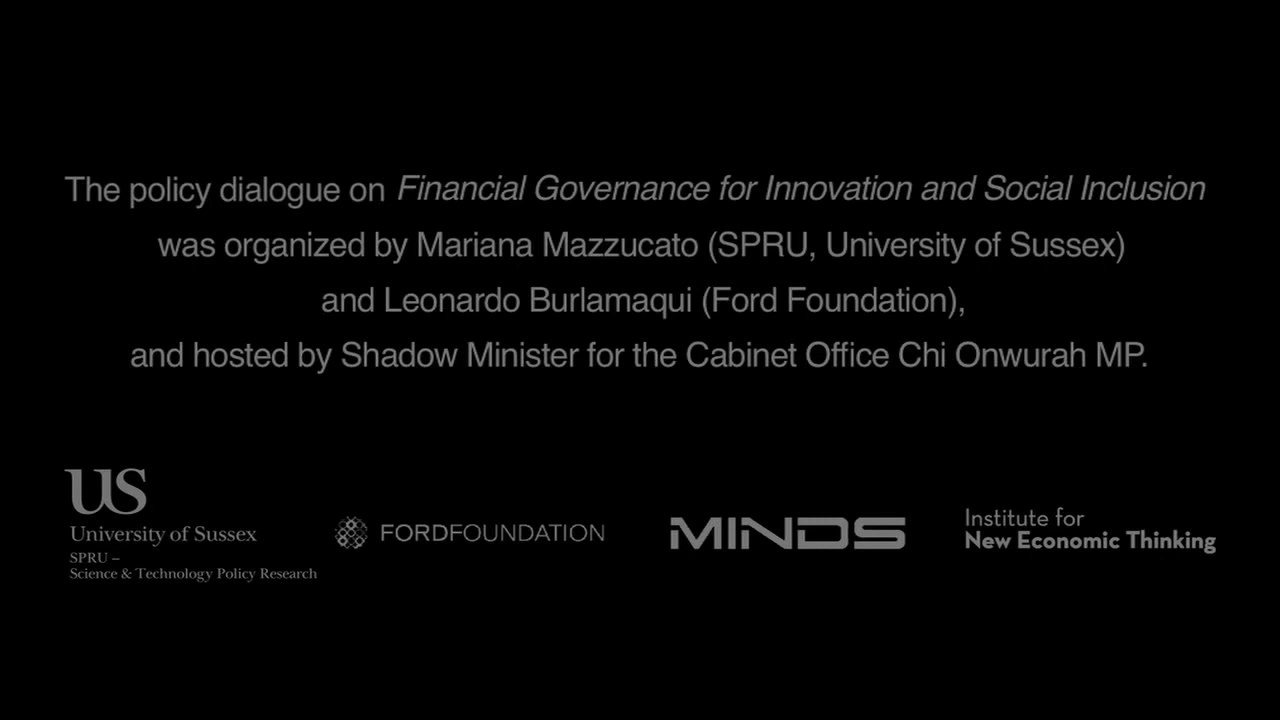 The policy dialogue on Financial Governance for Innovation and Social Inclusion
was organized by Mariana Mazzucato (SPRU, University of Sussex)
and Leonardo Burlamaqui (Ford Foundation),
and hosted by Shadow Minister for the Cabinet Office Chi Onwurah MP.
US
University of Sussex
SPRU –
Science & Technology Policy Research
FORDFOUNDATION
MINDS
Institute for
New Economic Thinking